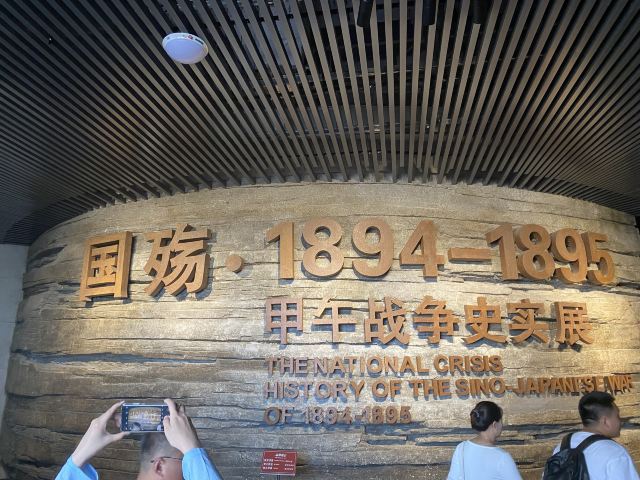 国殇·1894-1895
甲午战争史实展
THE NATIONAL CRISIS
HISTORY OF THE SINO-JAPANESE WAR
OF 1894-1895